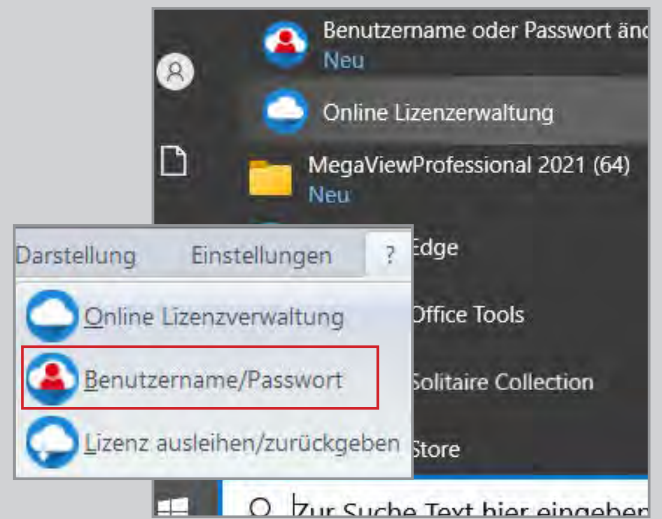 Benutzername oder Passwort änd
Neu
Online Lizenzerwaltung
MegaViewProfessional 2021 (64)
Neu
Edge
Office Tools
Solitaire Collection
Store
Zur Suche Text hier eingeben
Darstellung Einstellungen ?
Online Lizenzverwaltung
Benutzername/Passwort
Lizenz ausleihen/zurückgeben